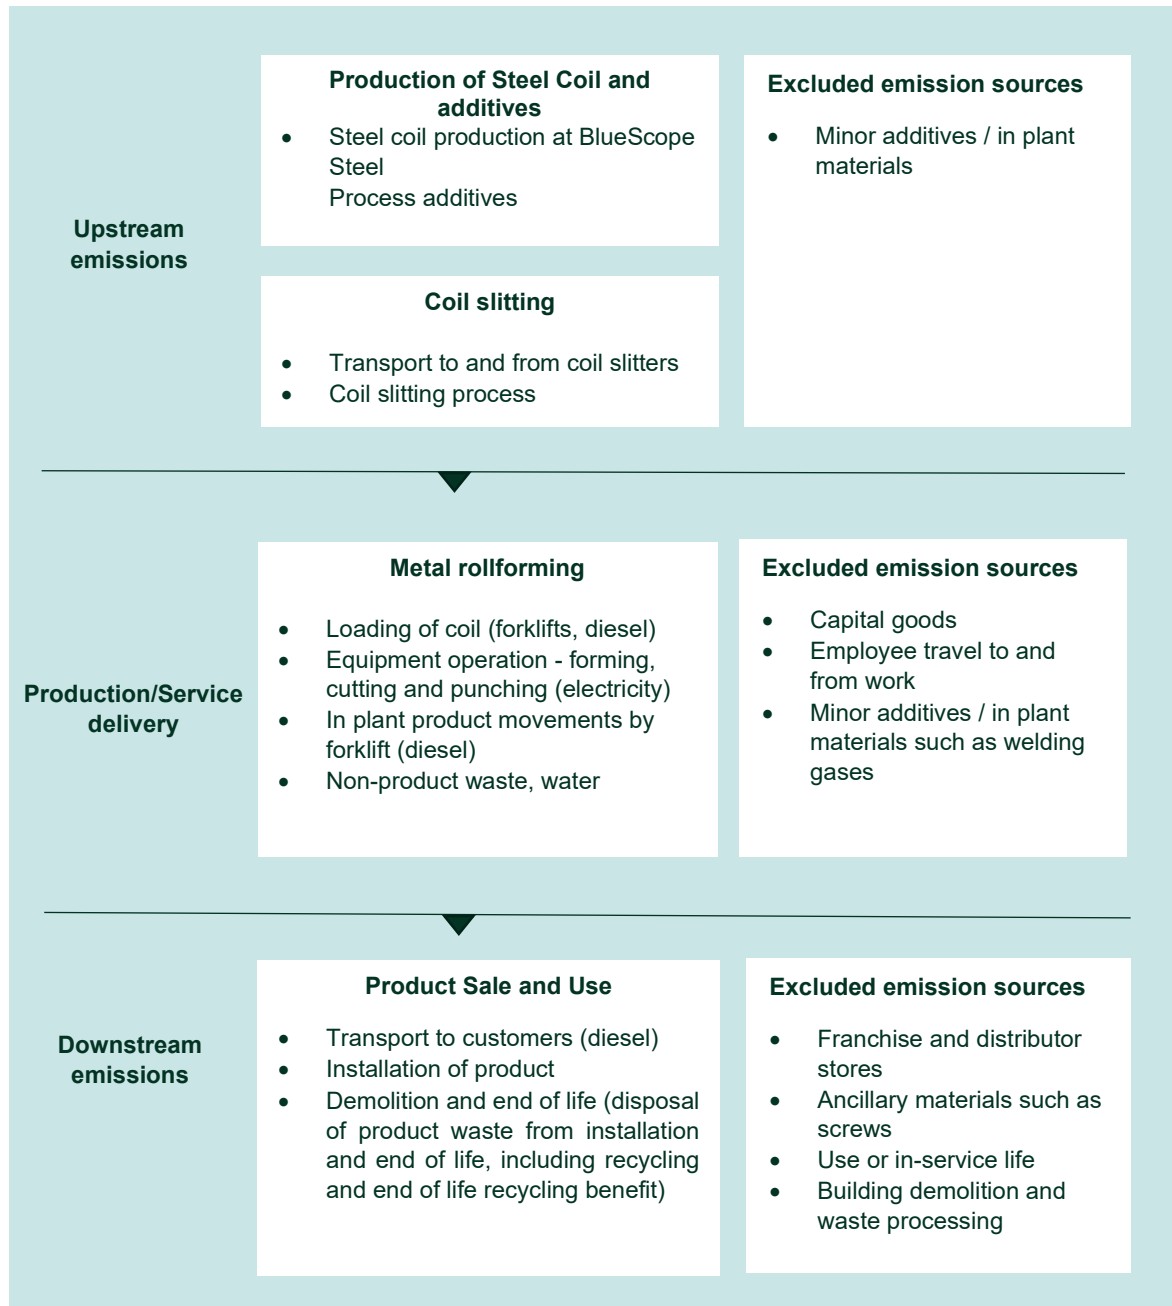 Upstream
emissions
Production of Steel Coil and
additives
• Steel coil production at BlueScope
Steel
Process additives
Coil slitting
• Transport to and from coil slitters
• Coil slitting process
Excluded emission sources
• Minor additives / in plant
materials
Production/Service
delivery
Metal rollforming
• Loading of coil (forklifts, diesel)
• Equipment operation - forming,
cutting and punching (electricity)
• In plant product movements by
forklift (diesel)
• Non-product waste, water
Excluded emission sources
• Capital goods
• Employee travel to and
from work
• Minor additives / in plant
materials such as welding
gases
Downstream
emissions
Product Sale and Use
• Transport to customers (diesel)
• Installation of product
• Demolition and end of life (disposal
of product waste from installation
and end of life, including recycling
and end of life recycling benefit)
Excluded emission sources
• Franchise and distributor
stores
• Ancillary materials such as
screws
• Use or in-service life
• Building demolition and
waste processing